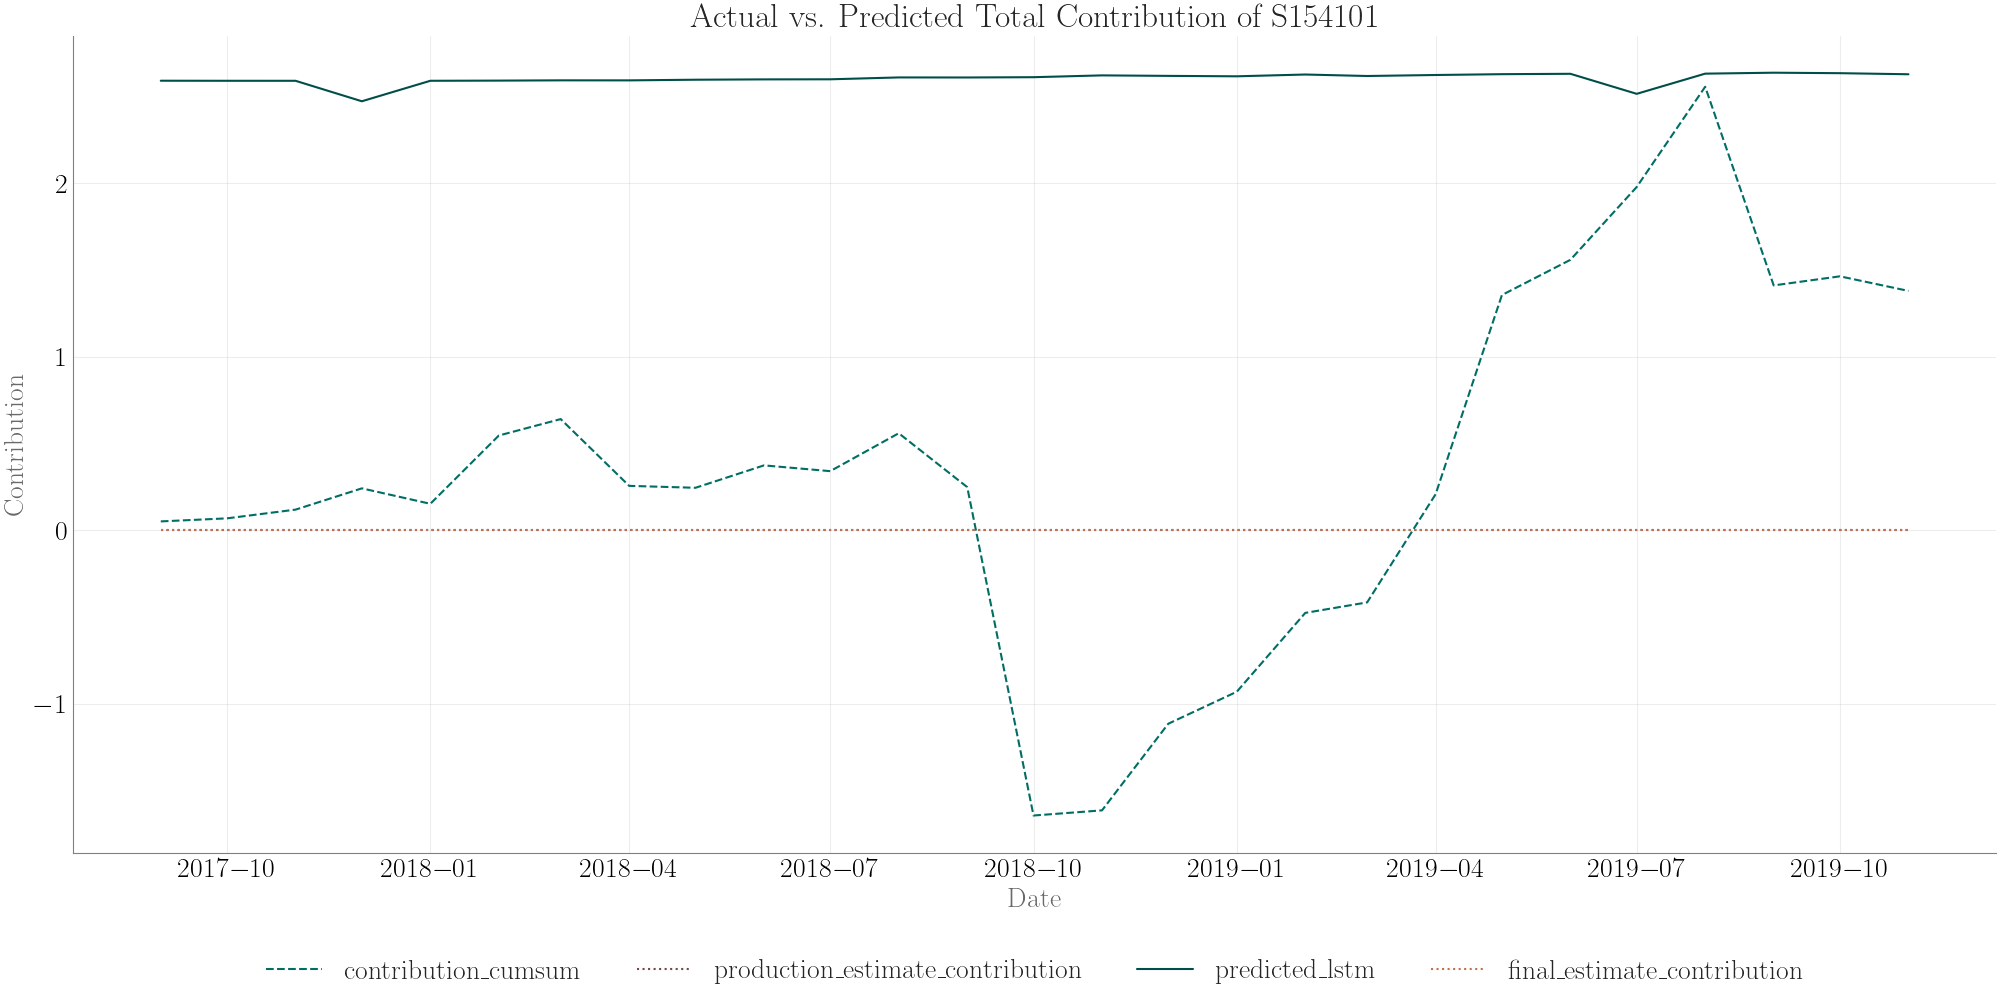 Actual vs. Predicted Total Contribution of S154101
Contribution
2
1
0
−1
2017−10 2018−01 2018−04 2018−07 2018−10 2019−01 2019−04 2019−07 2019−10
Date
contribution_cumsum production_estimate_contribution predicted_lstm final_estimate_contribution